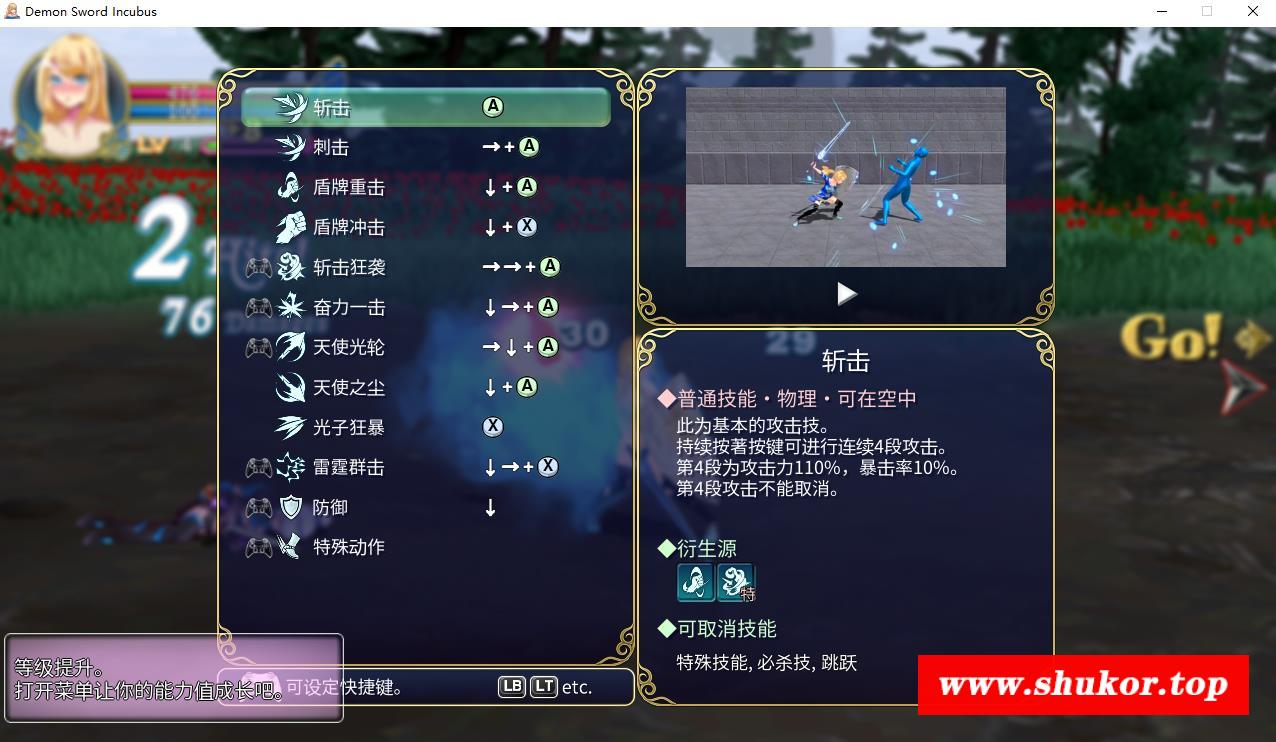 Demon Sword Incubus
斩击 A
刺击 →+A
盾牌重击 ↓+A
盾牌冲击 ↓+X
斩击狂袭 →→+A
奋力一击 ↓→+A
天使光轮 →↓+A
天使之尘 ↓+A
光子狂暴 X
雷霆群击 ↓→+X
防御 ↓
特殊动作
可设定快捷键。 LB LT etc.
斩击
◆普通技能・物理・可在空中
此为基本的攻击技。
持续按著按键可进行连续4段攻击。
第4段为攻击力110%，暴击率10%。
第4段攻击不能取消。
◆衍生源
特
◆可取消技能
特殊技能, 必杀技, 跳跃
LV
2
76
30
29
Go!
等级提升。
打开菜单让你的能力值成长吧。
www.shukor.top